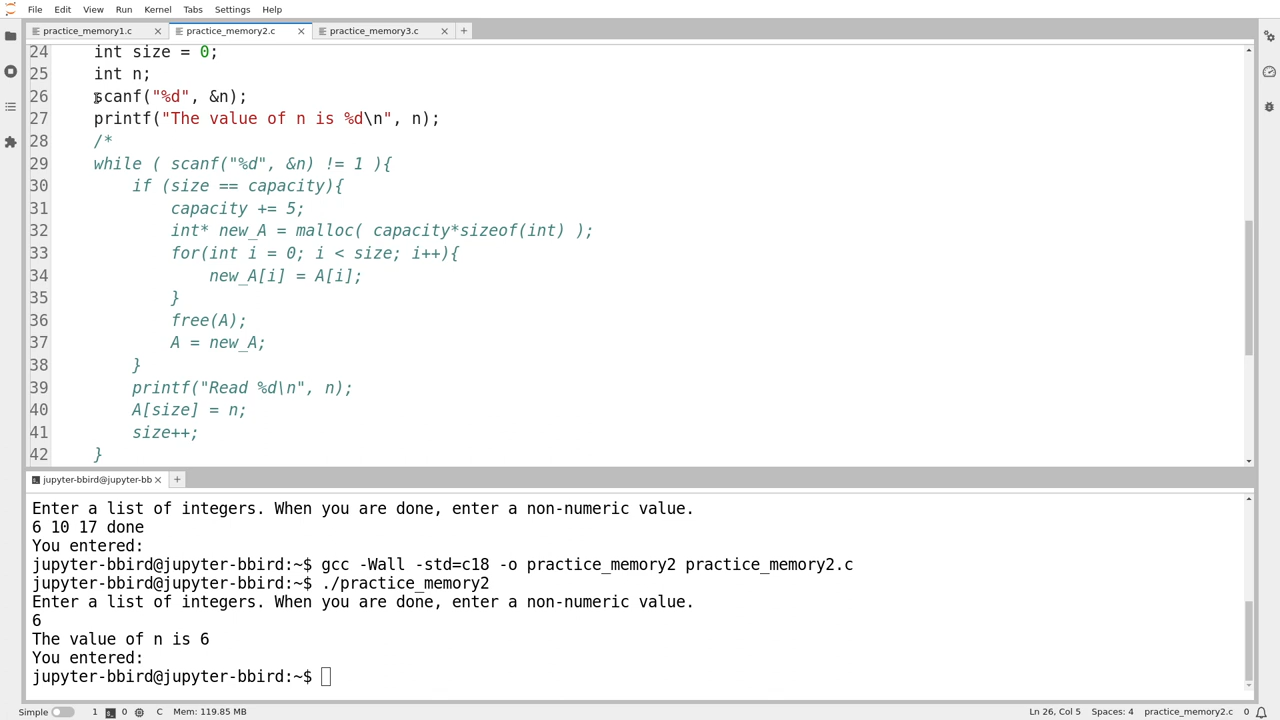 File Edit View Run Kernel Tabs Settings Help
practice_memory1.c practice_memory2.c practice_memory3.c
24 int size = 0;
25 int n;
26 scanf("%d", &n);
27 printf("The value of n is %d\n", n);
28 /*
29 while ( scanf("%d", &n) != 1 ){
30 if (size == capacity){
31 capacity += 5;
32 int* new_A = malloc( capacity*sizeof(int) );
33 for(int i = 0; i < size; i++){
34 new_A[i] = A[i];
35 }
36 free(A);
37 A = new_A;
38 }
39 printf("Read %d\n", n);
40 A[size] = n;
41 size++;
42 }
jupyter-bbird@jupyter-bb
Enter a list of integers. When you are done, enter a non-numeric value.
6 10 17 done
You entered:
jupyter-bbird@jupyter-bbird:~$ gcc -Wall -std=c18 -o practice_memory2 practice_memory2.c
jupyter-bbird@jupyter-bbird:~$ ./practice_memory2
Enter a list of integers. When you are done, enter a non-numeric value.
6
The value of n is 6
You entered:
jupyter-bbird@jupyter-bbird:~$
Simple 1 0 C Mem: 119.85 MB Ln 26, Col 5 Spaces: 4 practice_memory2.c 0